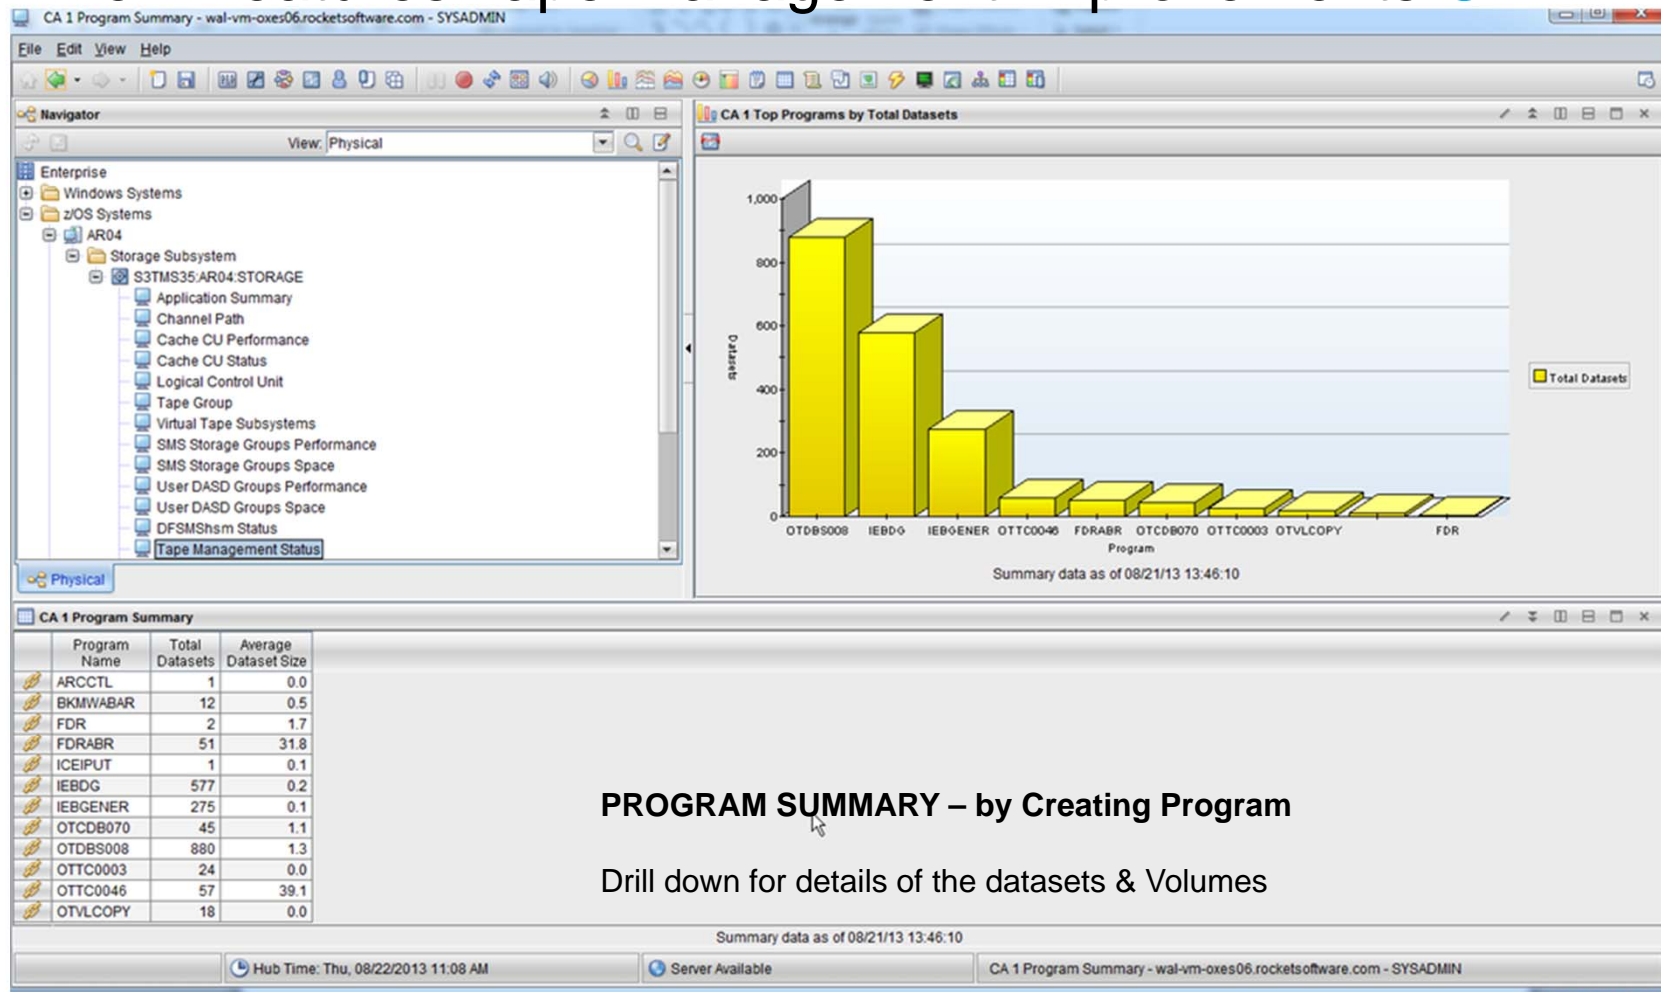 CA 1 Program Summary - wal-vm-oxes06.rocketsoftware.com - SYSADMIN
File Edit View Help
Navigator
View: Physical
Enterprise
Windows Systems
z/OS Systems
AR04
Storage Subsystem
S3TMS35:AR04:STORAGE
Application Summary
Channel Path
Cache CU Performance
Cache CU Status
Logical Control Unit
Tape Group
Virtual Tape Subsystems
SMS Storage Groups Performance
SMS Storage Groups Space
User DASD Groups Performance
User DASD Groups Space
DFSMShsm Status
Tape Management Status
Physical
CA 1 Top Programs by Total Datasets
1,000
800
600
400
200
0
Datasets
OTDBS008 IEBDG IEBGENER OTTC0046 FDRABR OTCDB070 OTTC0003 OTVLCOPY FDR
Program
Total Datasets
Summary data as of 08/21/13 13:46:10
CA 1 Program Summary
Program Name Total Datasets Average Dataset Size
ARCCTL 1 0.0
BKMWABAR 12 0.5
FDR 2 1.7
FDRABR 51 31.8
ICEIPUT 1 0.1
IEBDG 577 0.2
IEBGENER 275 0.1
OTCDB070 45 1.1
OTDBS008 880 1.3
OTTC0003 24 0.0
OTTC0046 57 39.1
OTVLCOPY 18 0.0
PROGRAM SUMMARY – by Creating Program
Drill down for details of the datasets & Volumes
Summary data as of 08/21/13 13:46:10
Hub Time: Thu, 08/22/2013 11:08 AM
Server Available
CA 1 Program Summary - wal-vm-oxes06.rocketsoftware.com - SYSADMIN